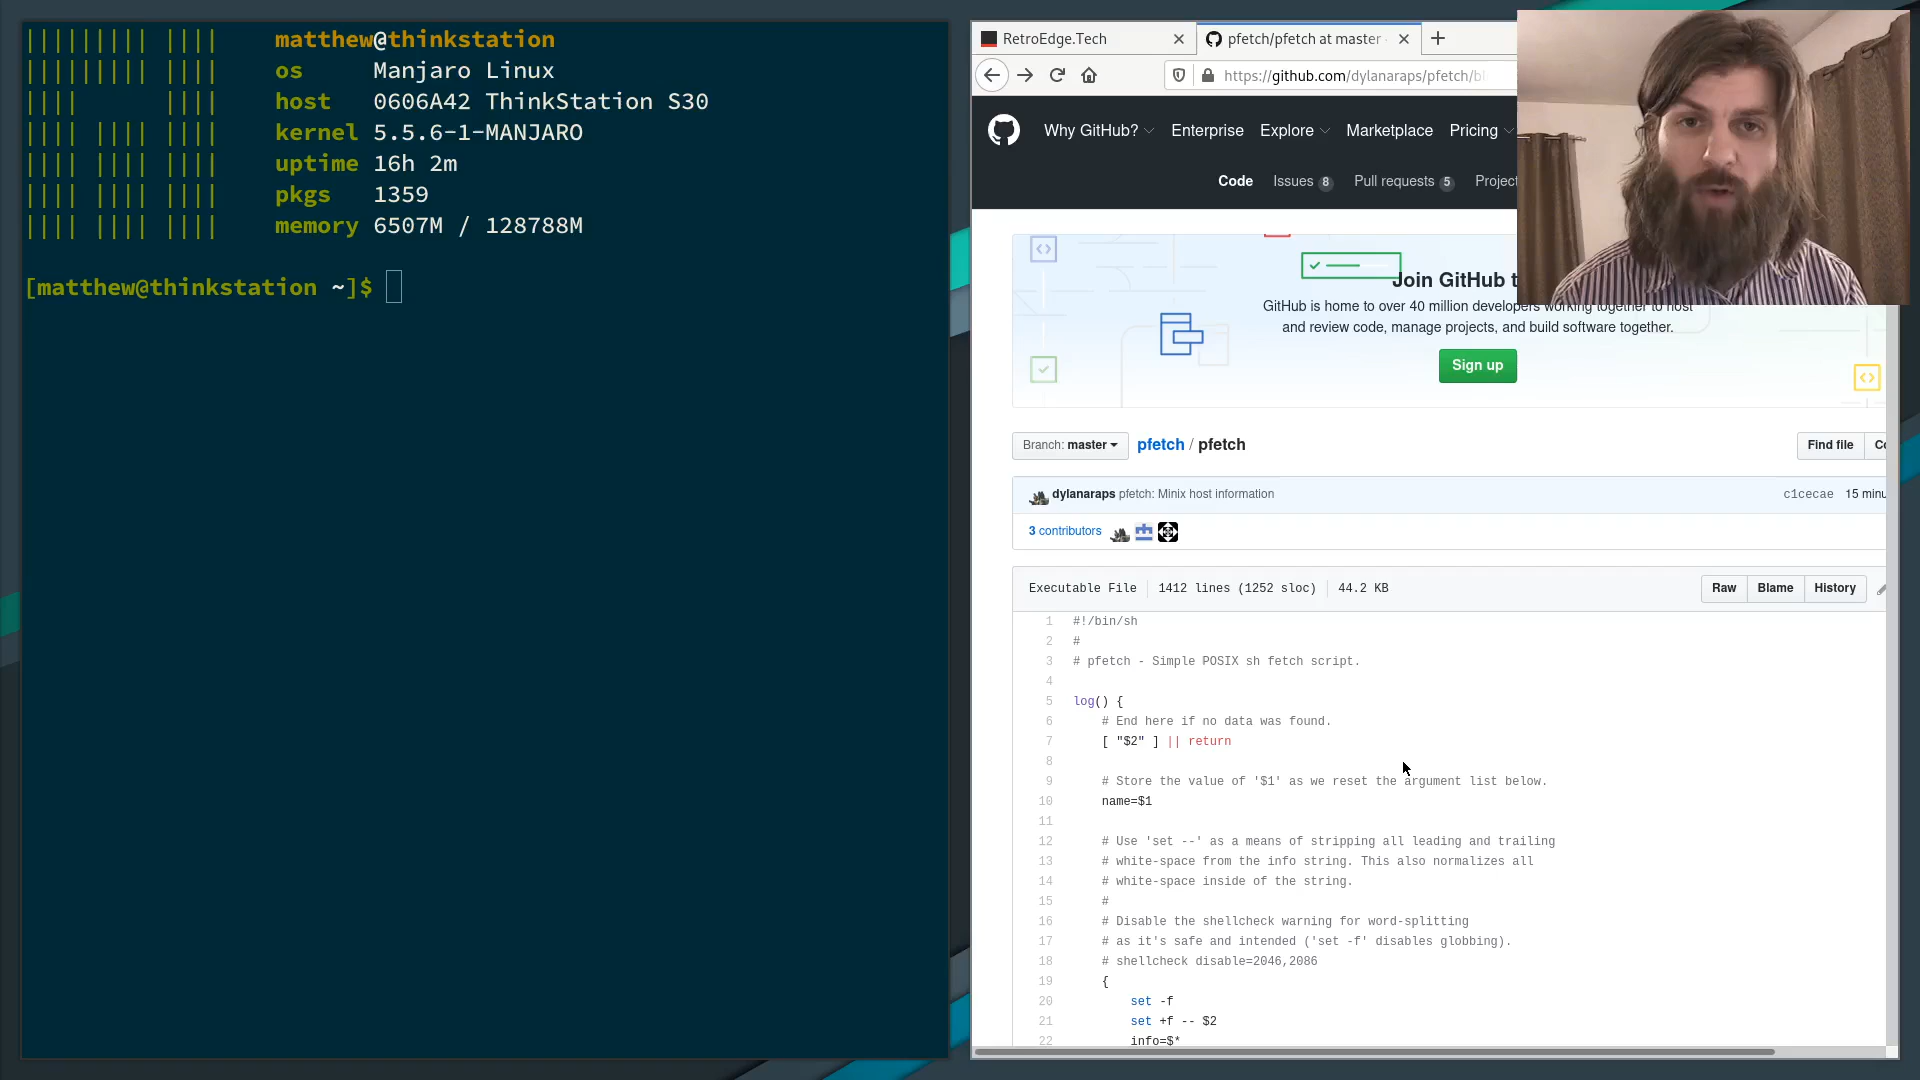 matthew@thinkstation
os Manjaro Linux
host 0606A42 ThinkStation S30
kernel 5.5.6-1-MANJARO
uptime 16h 2m
pkgs 1359
memory 6507M / 128788M
[matthew@thinkstation ~]$
RetroEdge.Tech
pfetch/pfetch at master
https://github.com/dylanaraps/pfetch/bl
Why GitHub? Enterprise Explore Marketplace Pricing
Code Issues 8 Pull requests 5 Project
Join GitHub t
GitHub is home to over 40 million developers working together to host
and review code, manage projects, and build software together.
Sign up
Branch: master pfetch / pfetch Find file Co
dylanaraps pfetch: Minix host information c1cecae 15 minu
3 contributors
Executable File 1412 lines (1252 sloc) 44.2 KB Raw Blame History
1 #!/bin/sh
2 #
3 # pfetch - Simple POSIX sh fetch script.
4
5 log() {
6 # End here if no data was found.
7 [ "$2" ] || return
8
9 # Store the value of '$1' as we reset the argument list below.
10 name=$1
11
12 # Use 'set --' as a means of stripping all leading and trailing
13 # white-space from the info string. This also normalizes all
14 # white-space inside of the string.
15 #
16 # Disable the shellcheck warning for word-splitting
17 # as it's safe and intended ('set -f' disables globbing).
18 # shellcheck disable=2046,2086
19 {
20 set -f
21 set +f -- $2
22 info=$*